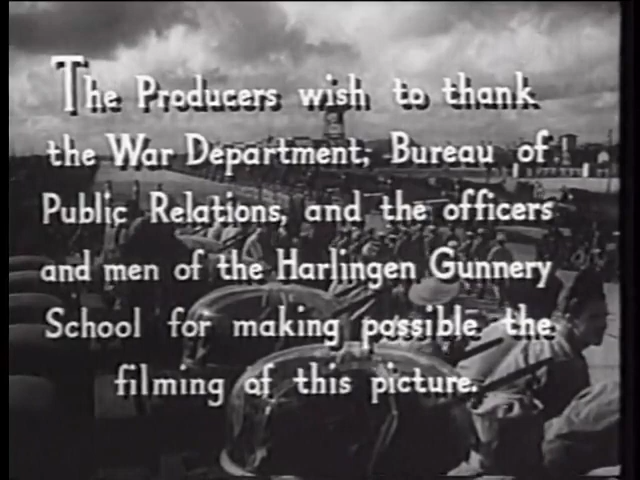 The Producers wish to thank
the War Department, Bureau of
Public Relations, and the officers
and men of the Harlingen Gunnery
School for making possible the
filming of this picture.